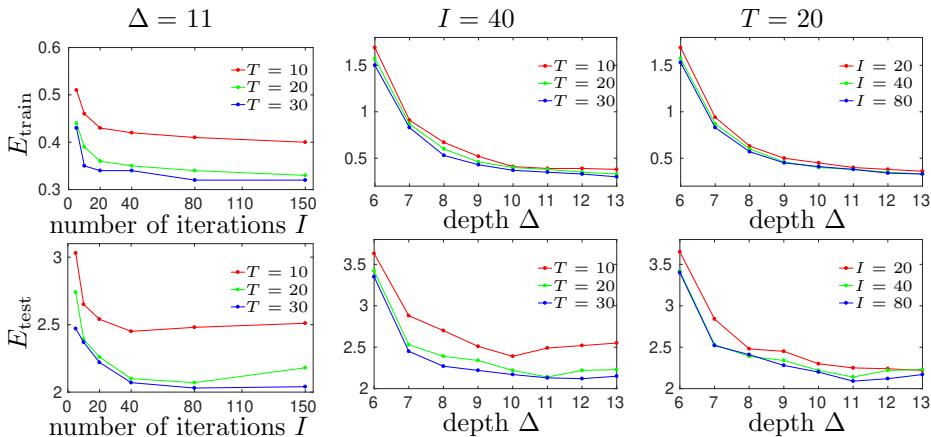 Δ = 11
I = 40
T = 20
E_train
0.6
0.5
0.4
0.3
T = 10
T = 20
T = 30
0 20 40 80 110 150
number of iterations I
1.5
1
0.5
T = 10
T = 20
T = 30
6 7 8 9 10 11 12 13
depth Δ
1.5
1
0.5
I = 20
I = 40
I = 80
6 7 8 9 10 11 12 13
depth Δ
E_test
3
2.5
2
T = 10
T = 20
T = 30
0 20 40 80 110 150
number of iterations I
3.5
3
2.5
2
T = 10
T = 20
T = 30
6 7 8 9 10 11 12 13
depth Δ
3.5
3
2.5
2
I = 20
I = 40
I = 80
6 7 8 9 10 11 12 13
depth Δ